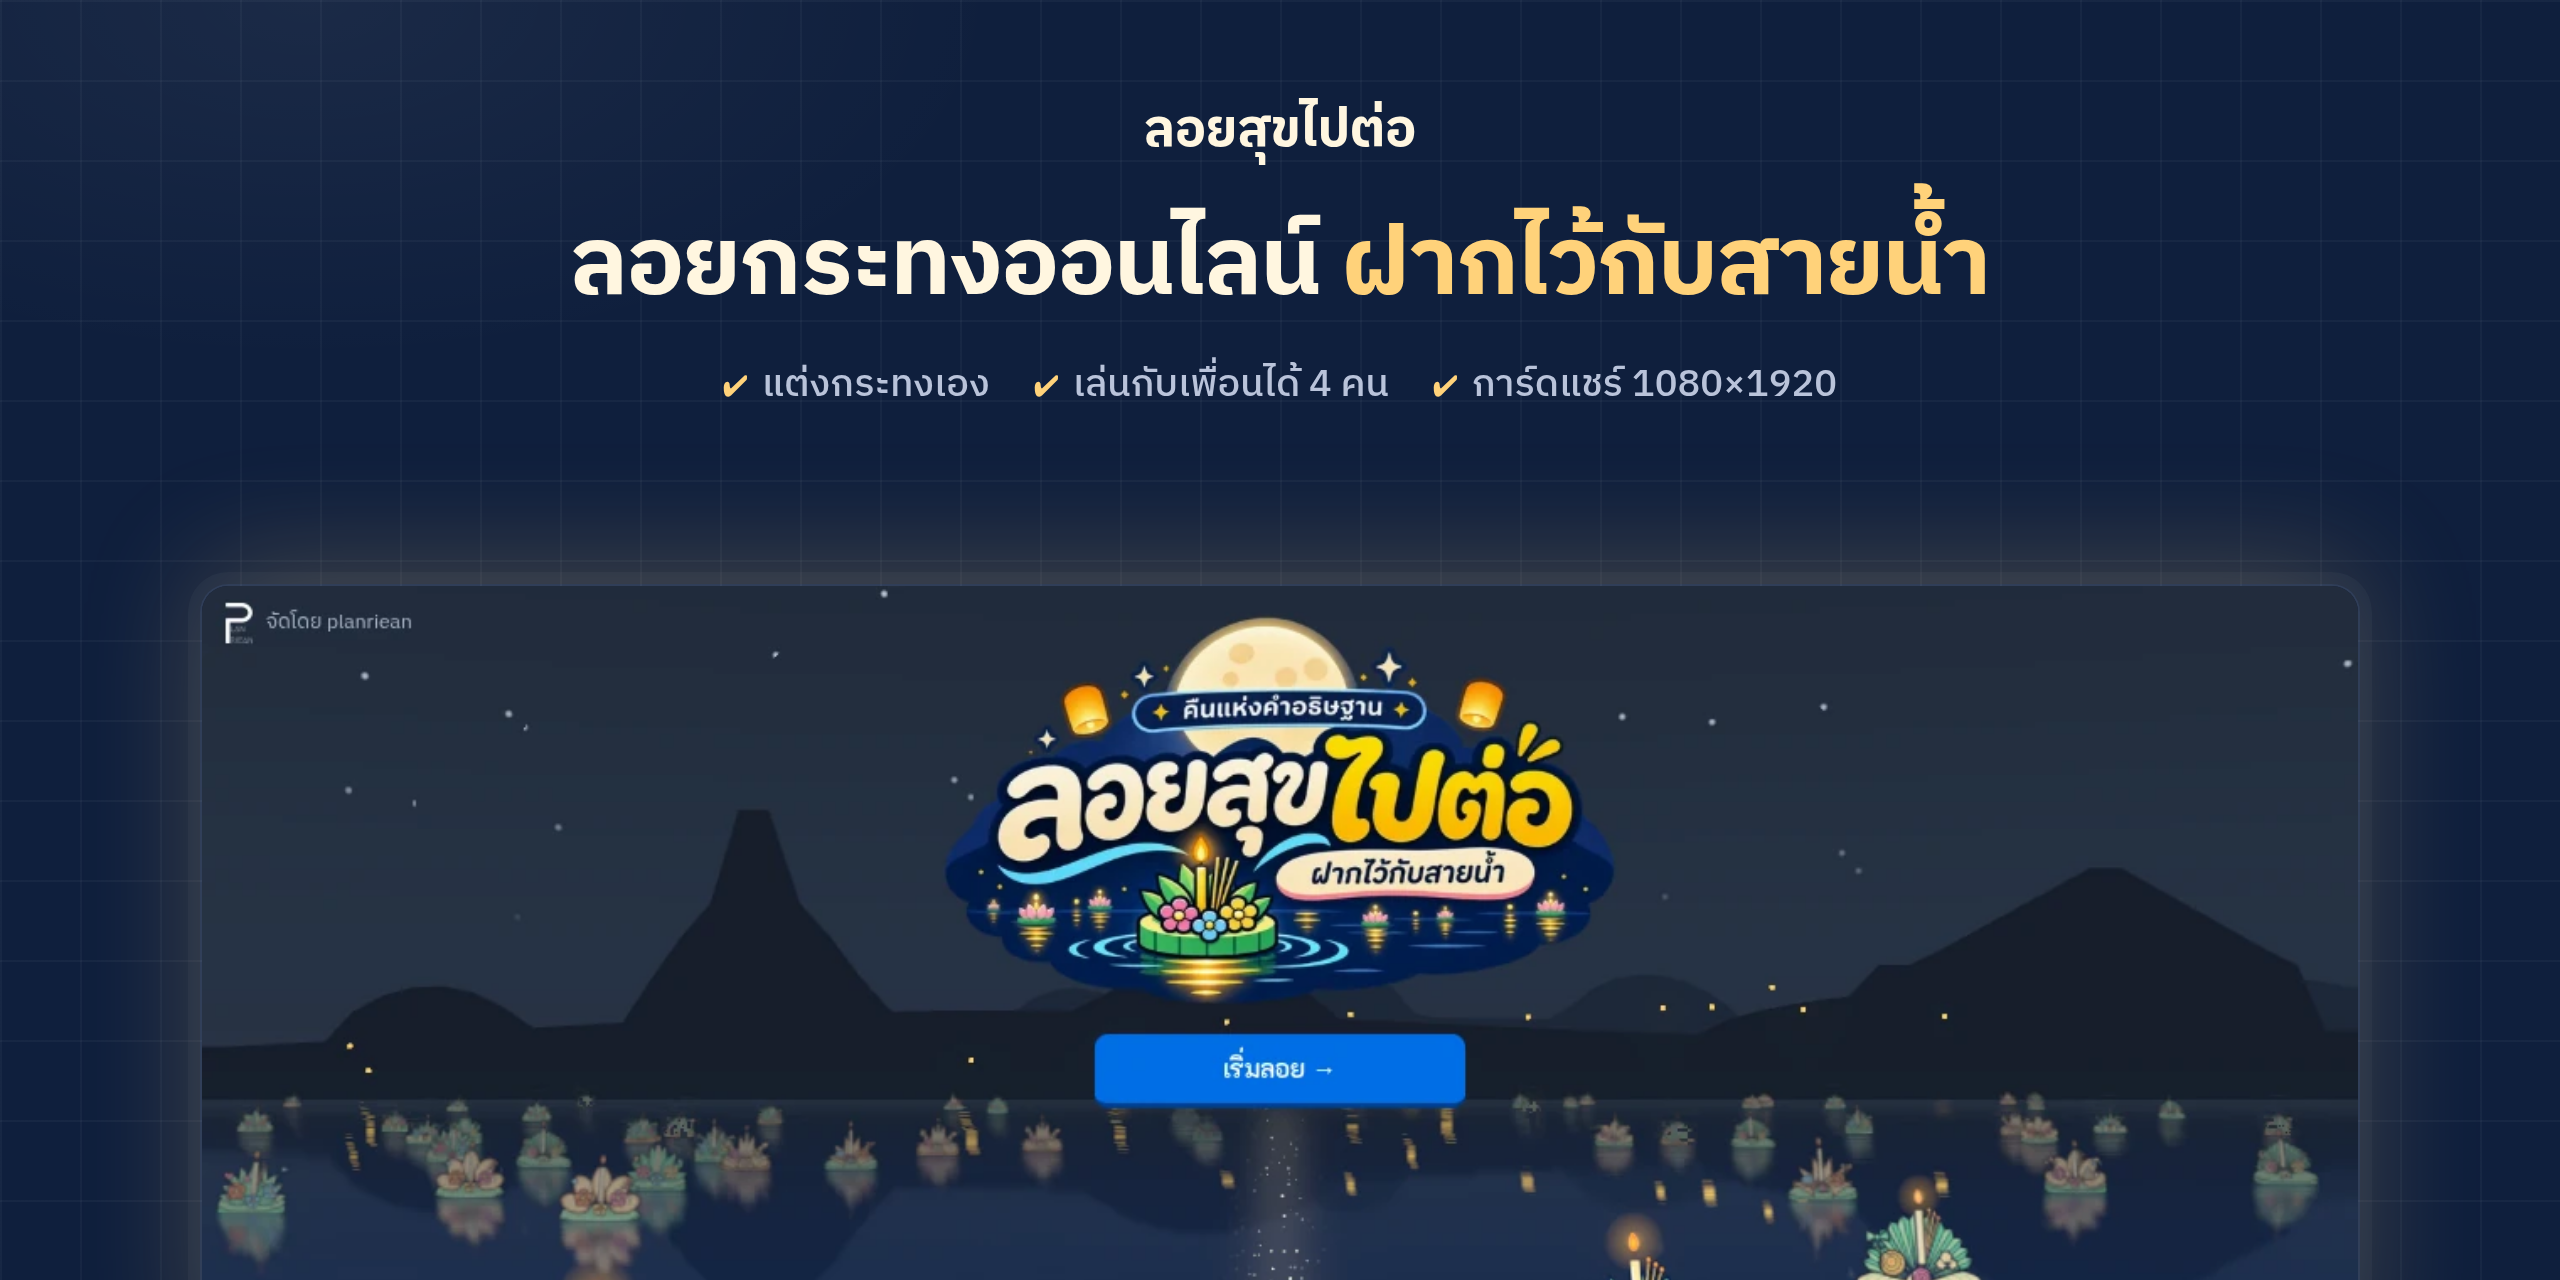 ลอยสุขไปต่อ
ลอยกระทงออนไลน์ ฝากไว้กับสายน้ำ
✔ แต่งกระทงเอง ✔ เล่นกับเพื่อนได้ 4 คน ✔ การ์ดแชร์ 1080×1920
จัดโดย planriean
คืนแห่งคำอธิษฐาน
ลอยสุขไปต่อ
ฝากไว้กับสายน้ำ
เริ่มลอย →